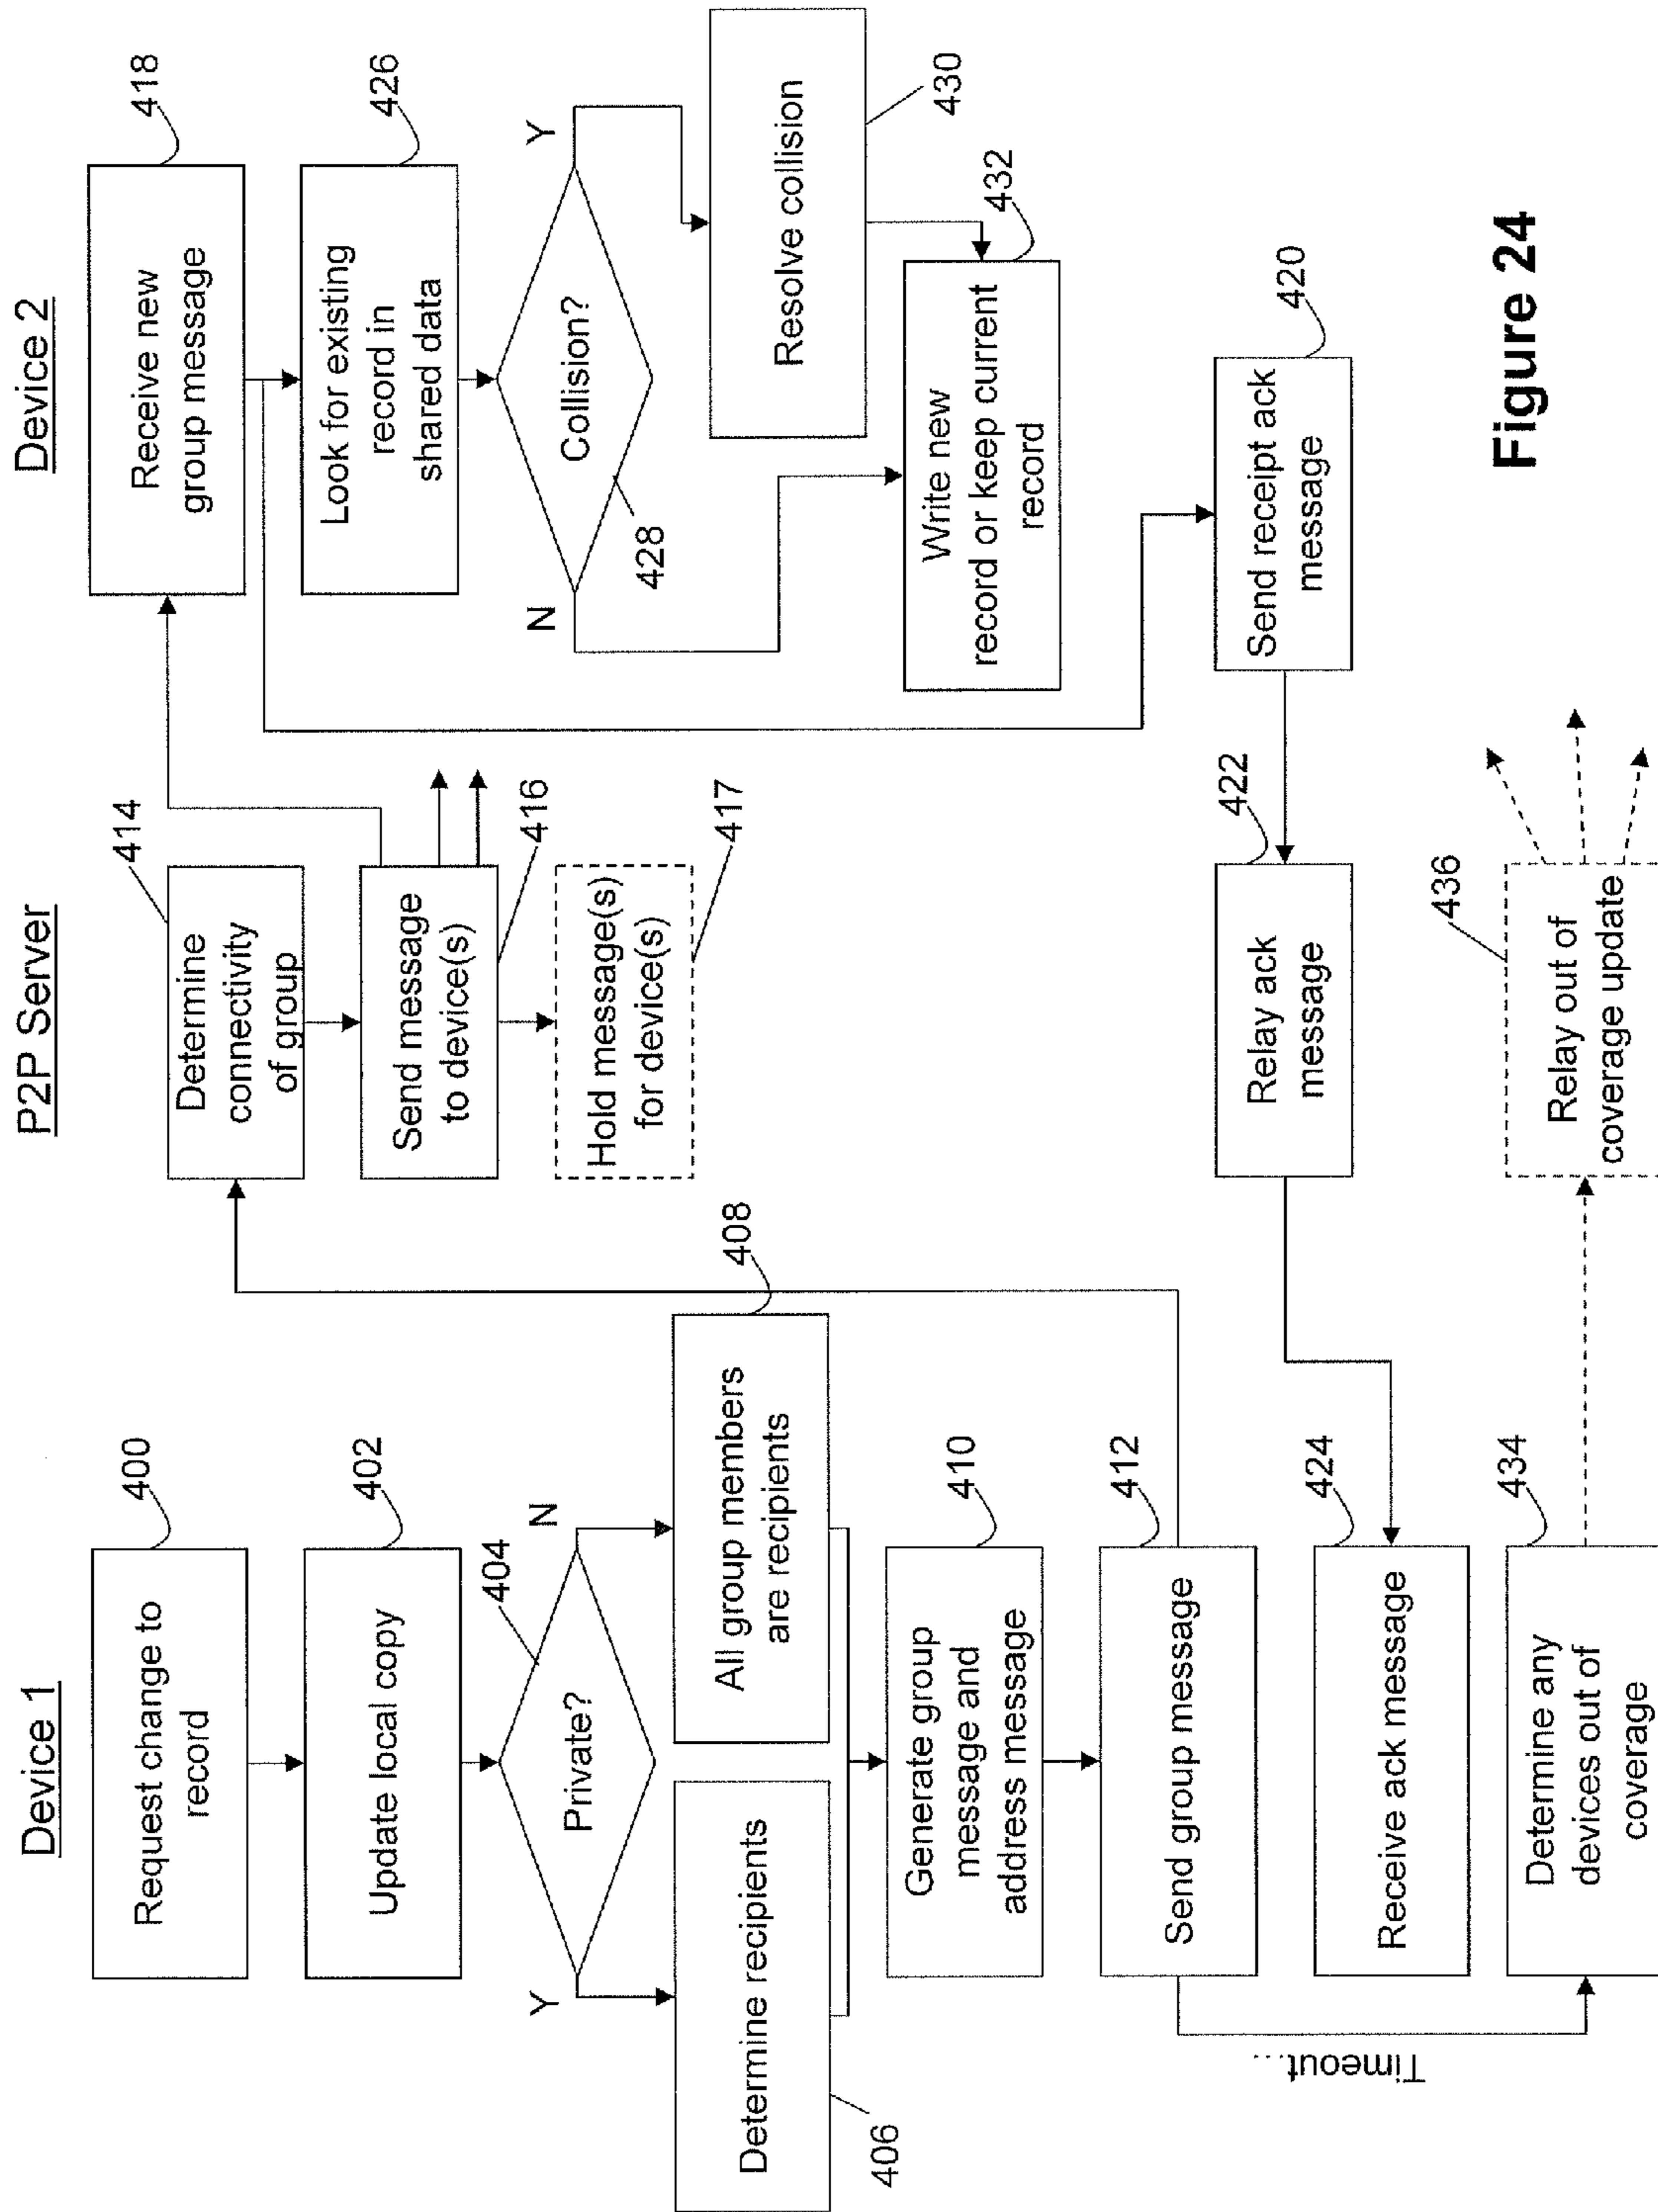 Device 1
Request change to
record
400
Update local copy
402
Private?
404
Y
N
Determine recipients
406
All group members
are recipients
408
Generate group
message and
address message
410
Send group message
412
Timeout...
Receive ack message
424
Determine any
devices out of
coverage
434
P2P Server
Determine
connectivity
of group
414
Send message
to device(s)
416
Hold message(s)
for device(s)
417
Relay ack
message
422
Relay out of
coverage update
436
Device 2
Receive new
group message
418
Look for existing
record in
shared data
426
Collision?
428
N
Y
Resolve collision
430
Write new
record or keep current
record
432
Send receipt ack
message
420
Figure 24